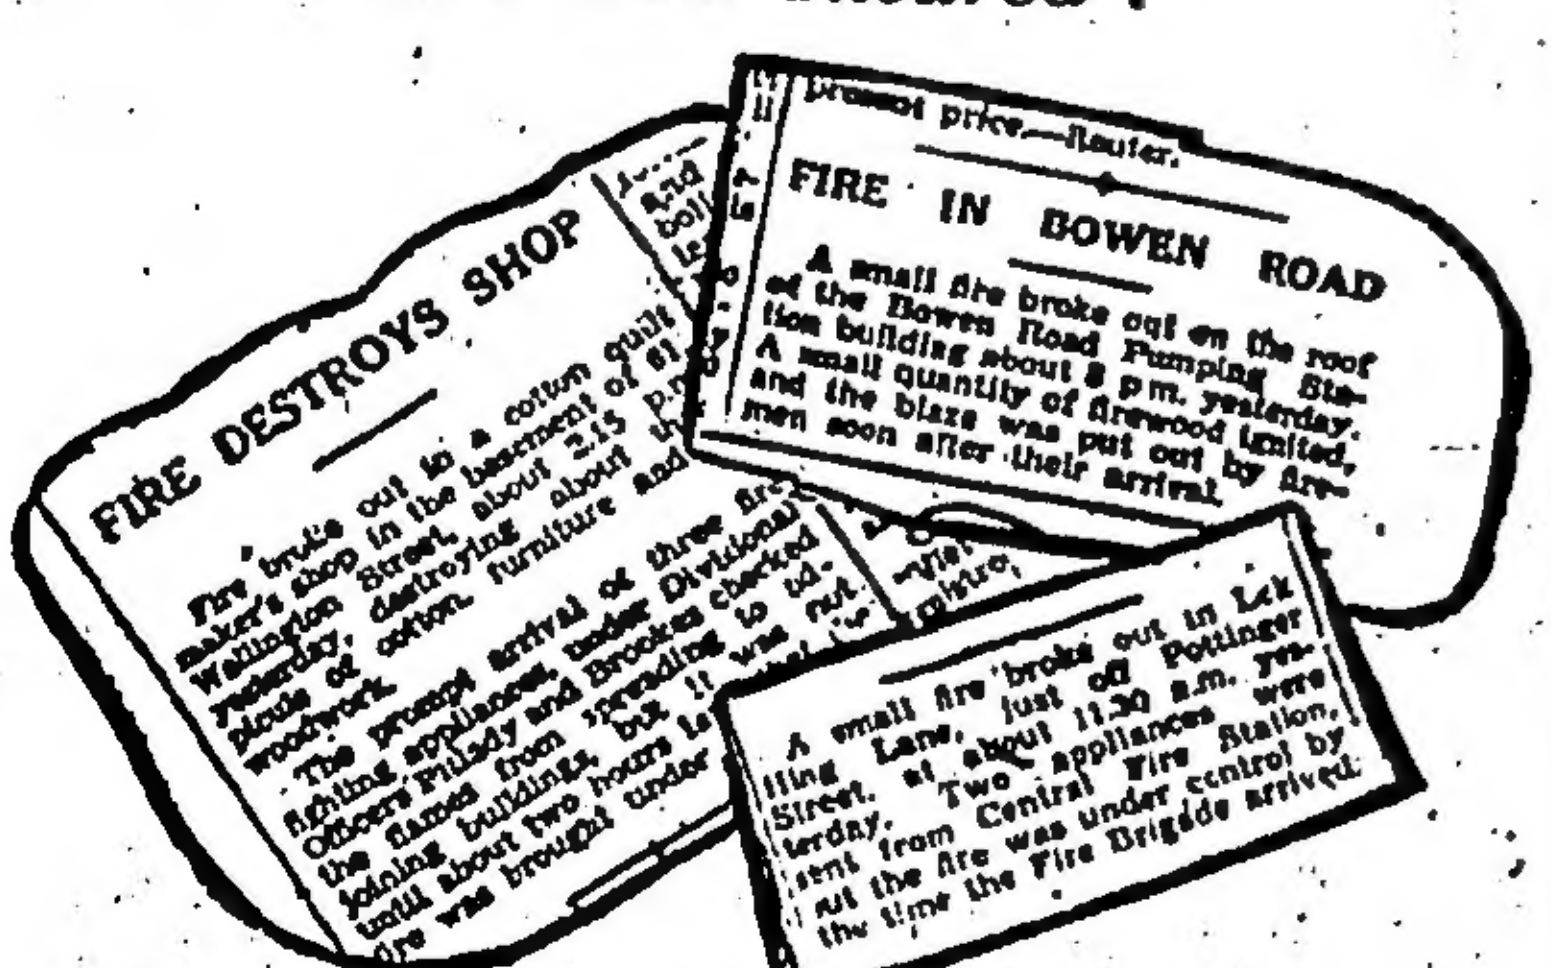 FIRE DESTROYS SHOP
Fire broke out in a cotton quilt
maker's shop in the basement of 51
Wellington Street, about 2.15 p.m.
yesterday, destroying about
piculs of cotton, furniture and
woodwork.
The prompt arrival of three fire
fighting appliances, under Divisional
Officers Philady and Brookes checked
the flames from spreading to ad-
joining buildings, but it was not
until about two hours
fire was brought under
and
present price.—Reuter.
FIRE IN BOWEN ROAD
A small fire broke out on the roof
of the Bowen Road Pumping Sta-
tion building about 8 p.m. yesterday.
A small quantity of firewood ignited,
and the blaze was put out by fire-
men soon after their arrival.
A small fire broke out in Lek
Lane, just off Pottinger
Street, at about 11.30 a.m. yes-
terday. Two appliances were
sent from Central Fire Station,
the fire was under control by
the time the Fire Brigade arrived.